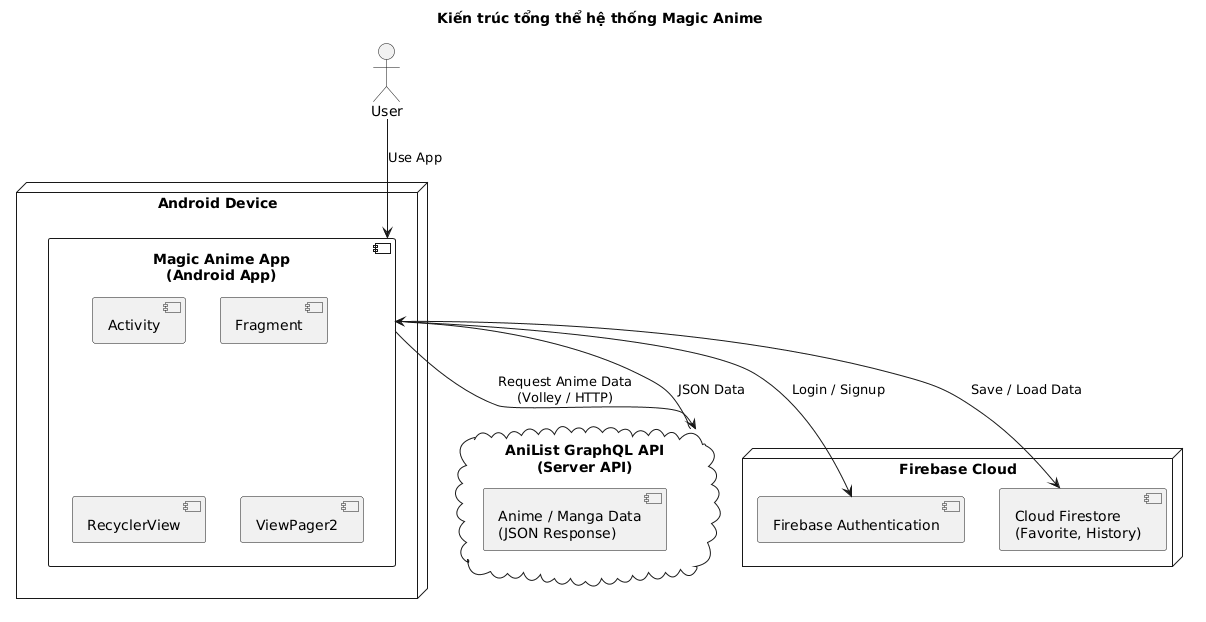 Kiến trúc tổng thể hệ thống Magic Anime
User
Use App
Android Device
Magic Anime App
(Android App)
Activity
Fragment
RecyclerView
ViewPager2
Request Anime Data
(Volley / HTTP)
JSON Data
Login / Signup
Save / Load Data
AniList GraphQL API
(Server API)
Anime / Manga Data
(JSON Response)
Firebase Cloud
Firebase Authentication
Cloud Firestore
(Favorite, History)